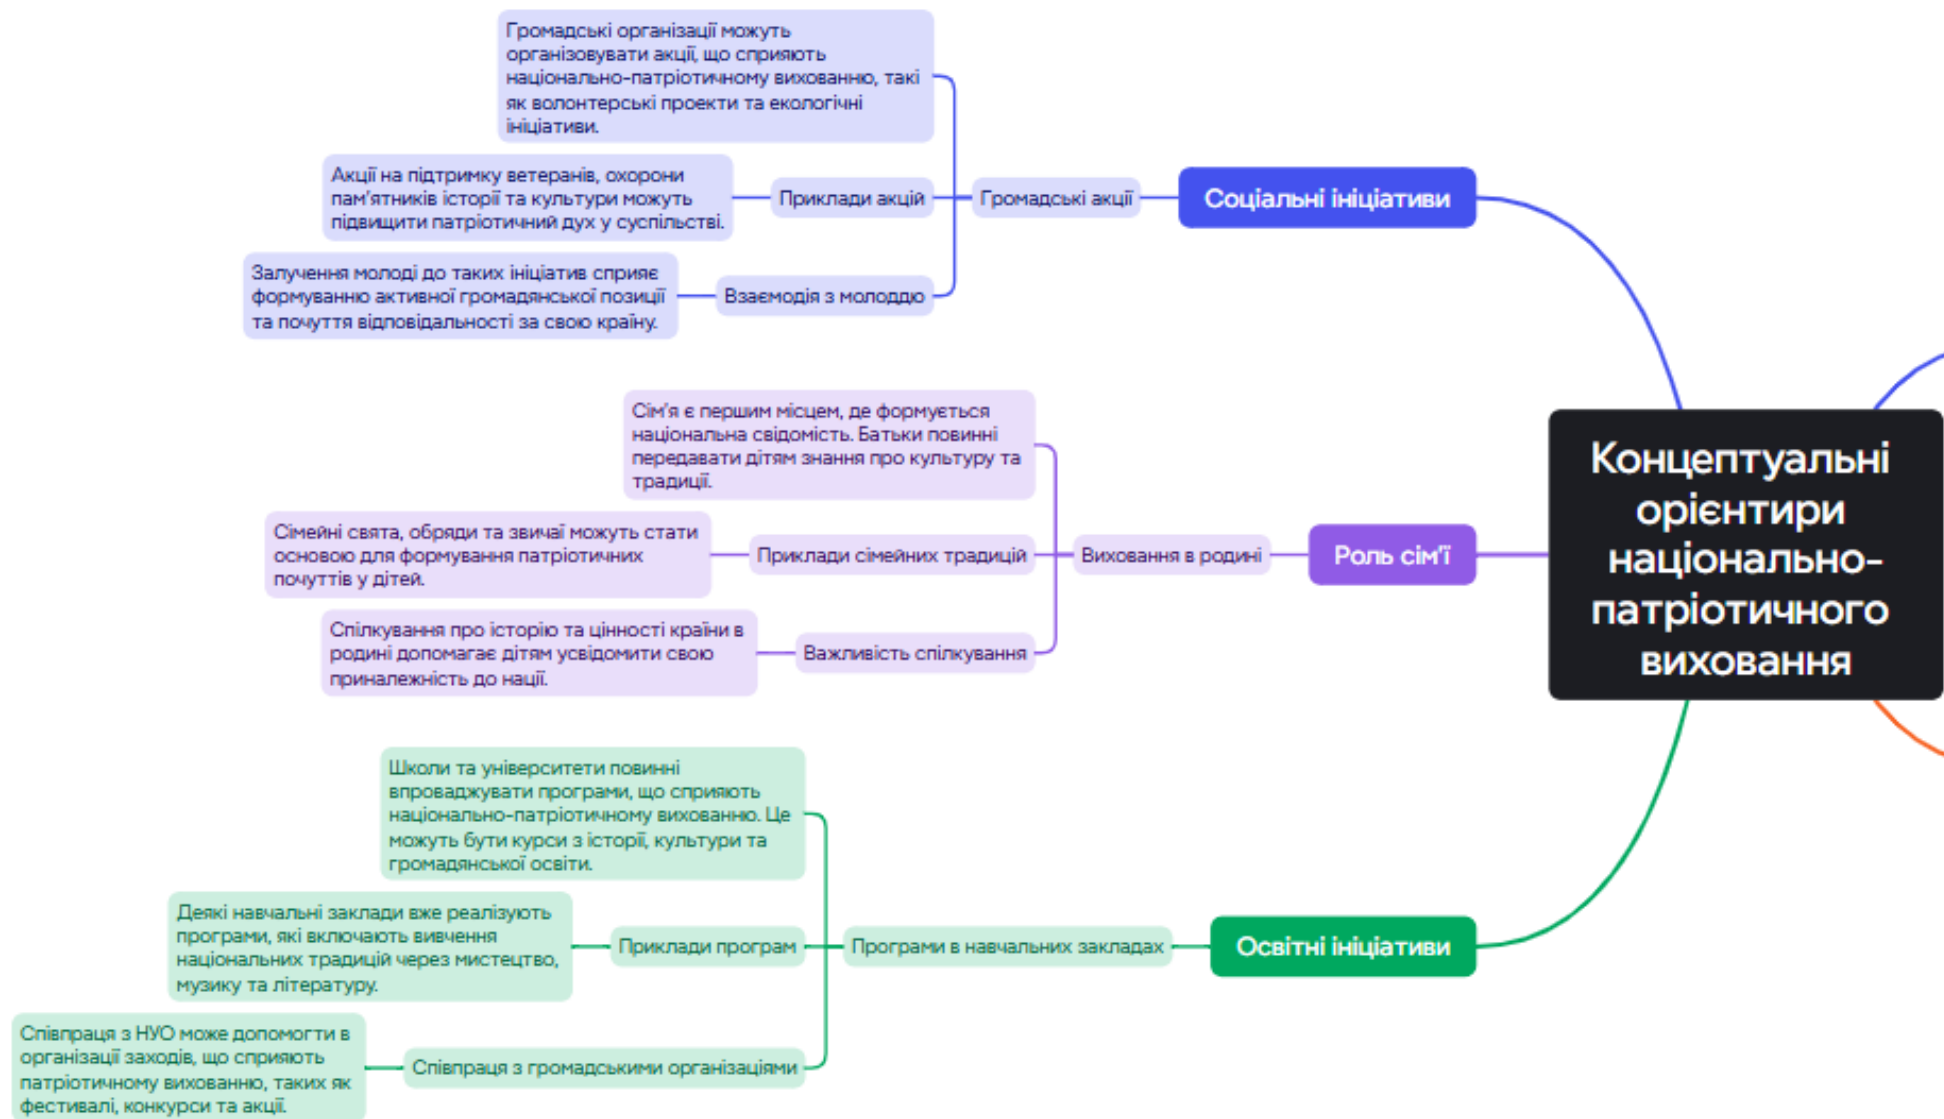 Громадські організації можуть
організовувати акції, що сприяють
національно-патріотичному вихованню, такі
як волонтерські проекти та екологічні
ініціативи.
Акції на підтримку ветеранів, охорони
пам'ятників історії та культури можуть
підвищити патріотичний дух у суспільстві.
Приклади акцій
Громадські акції
Соціальні ініціативи
Залучення молоді до таких ініціатив сприяє
формуванню активної громадянської позиції
та почуття відповідальності за свою країну.
Взаємодія з молоддю
Сім'я є першим місцем, де формується
національна свідомість. Батьки повинні
передавати дітям знання про культуру та
традиції.
Сімейні свята, обряди та звичаї можуть стати
основою для формування патріотичних
почуттів у дітей.
Приклади сімейних традицій
Виховання в родині
Роль сім'ї
Спілкування про історію та цінності країни в
родині допомагає дітям усвідомити свою
приналежність до нації.
Важливість спілкування
Концептуальні
орієнтири
національно-
патріотичного
виховання
Школи та університети повинні
впроваджувати програми, що сприяють
національно-патріотичному вихованню. Це
можуть бути курси з історії, культури та
громадянської освіти.
Деякі навчальні заклади вже реалізують
програми, які включають вивчення
національних традицій через мистецтво,
музику та літературу.
Приклади програм
Програми в навчальних закладах
Освітні ініціативи
Співпраця з НУО може допомогти в
організації заходів, що сприяють
патріотичному вихованню, таких як
фестивалі, конкурси та акції.
Співпраця з громадськими організаціями